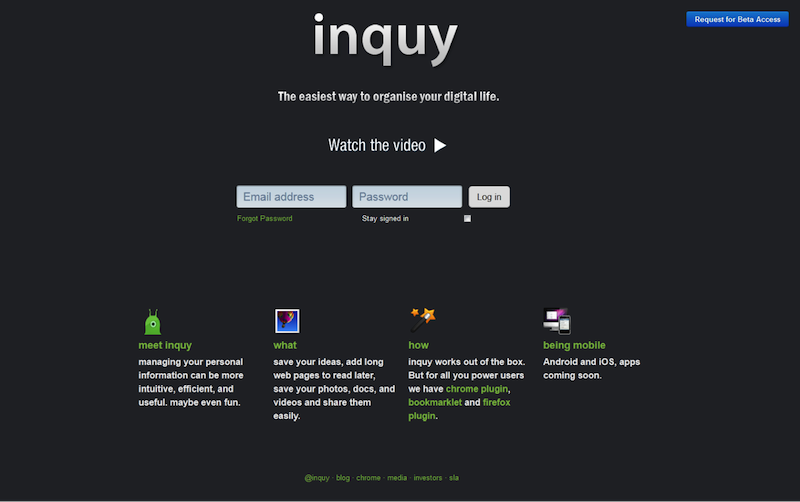 inquy
Request for Beta Access
The easiest way to organise your digital life.
Watch the video
Email address
Password
Log in
Forgot Password
Stay signed in
meet inquy
managing your personal
information can be more
intuitive, efficient, and
useful. maybe even fun.
what
save your ideas, add long
web pages to read later,
save your photos, docs, and
videos and share them
easily.
how
inquy works out of the box.
But for all you power users
we have chrome plugin,
bookmarklet and firefox
plugin.
being mobile
Android and iOS, apps
coming soon.
@inquy · blog · chrome · media · investors · sla